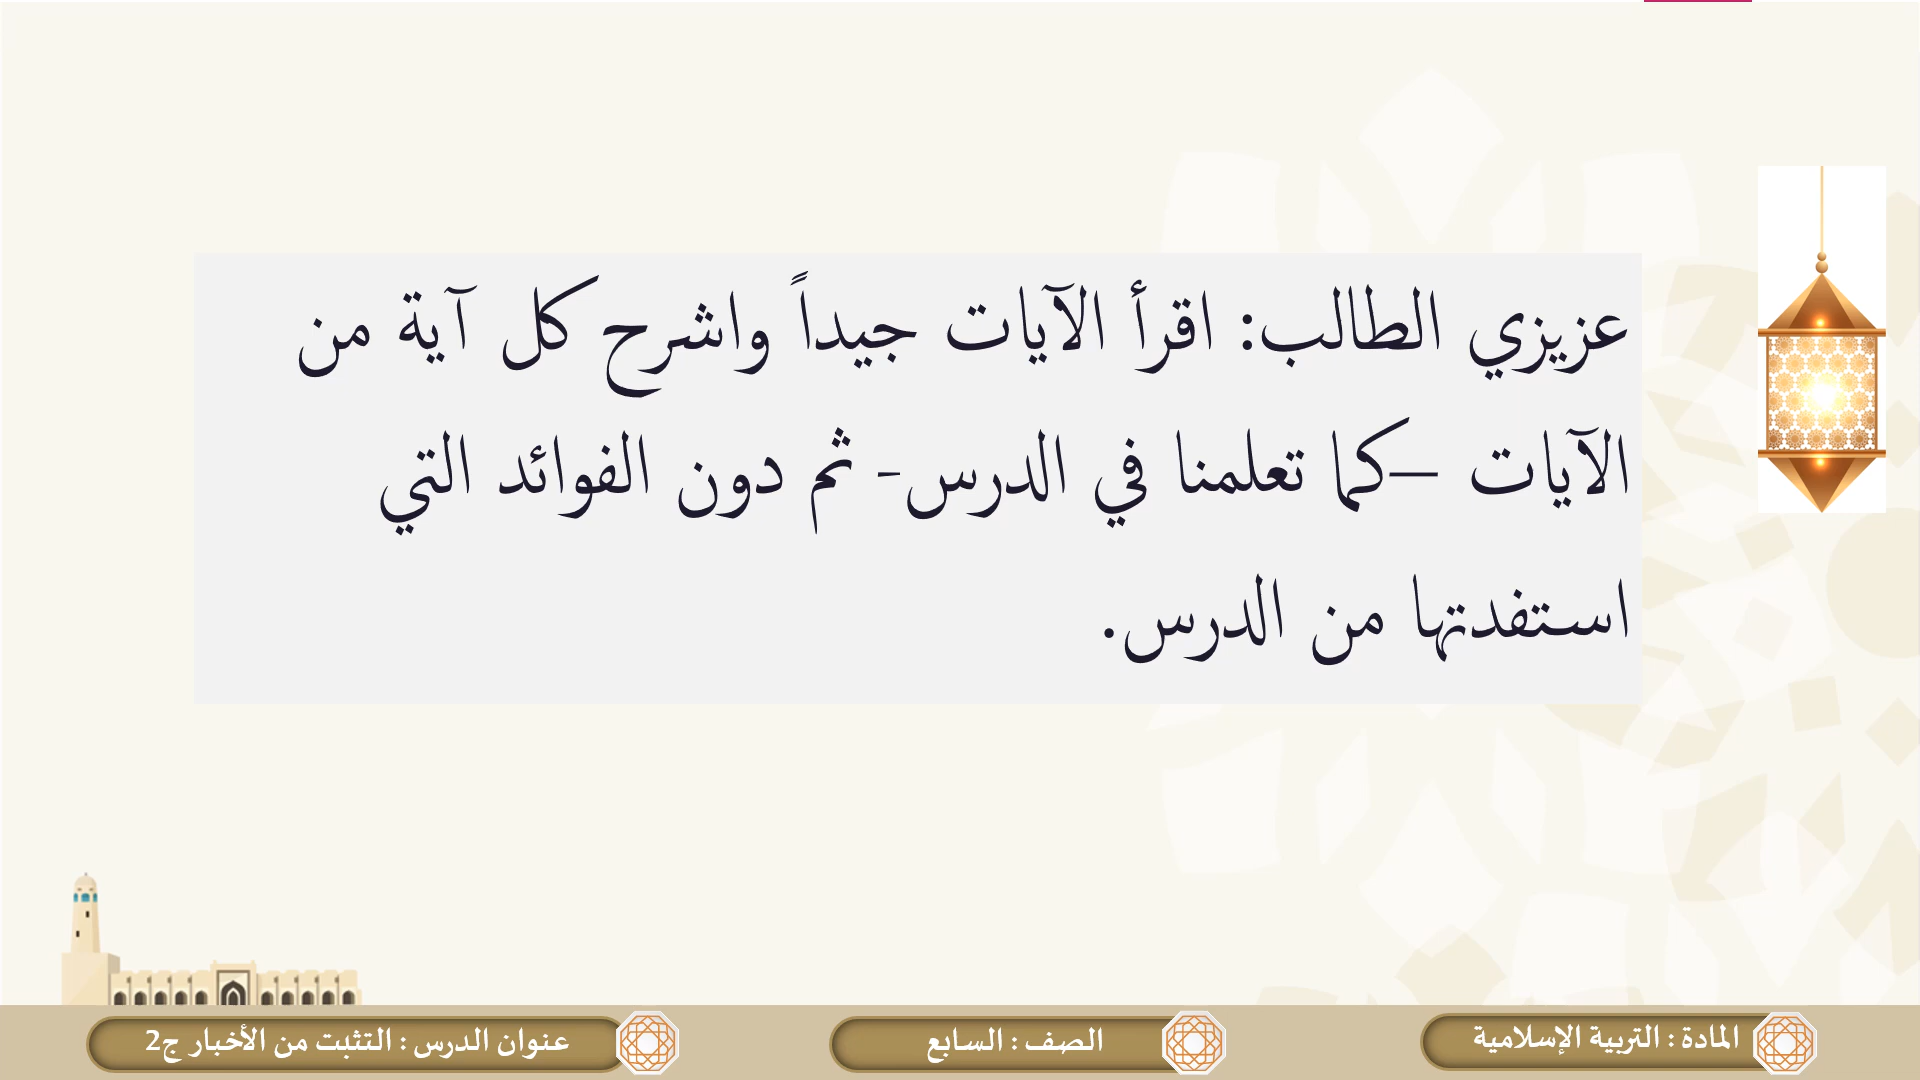 عزيزي الطالب: اقرأ الآيات جيداً واشرح كل آية من
الآيات –كما تعلمنا في الدرس- ثم دون الفوائد التي
استفدتها من الدرس.
المادة : التربية الإسلامية
الصف : السابع
عنوان الدرس : التثبت من الأخبار ج2